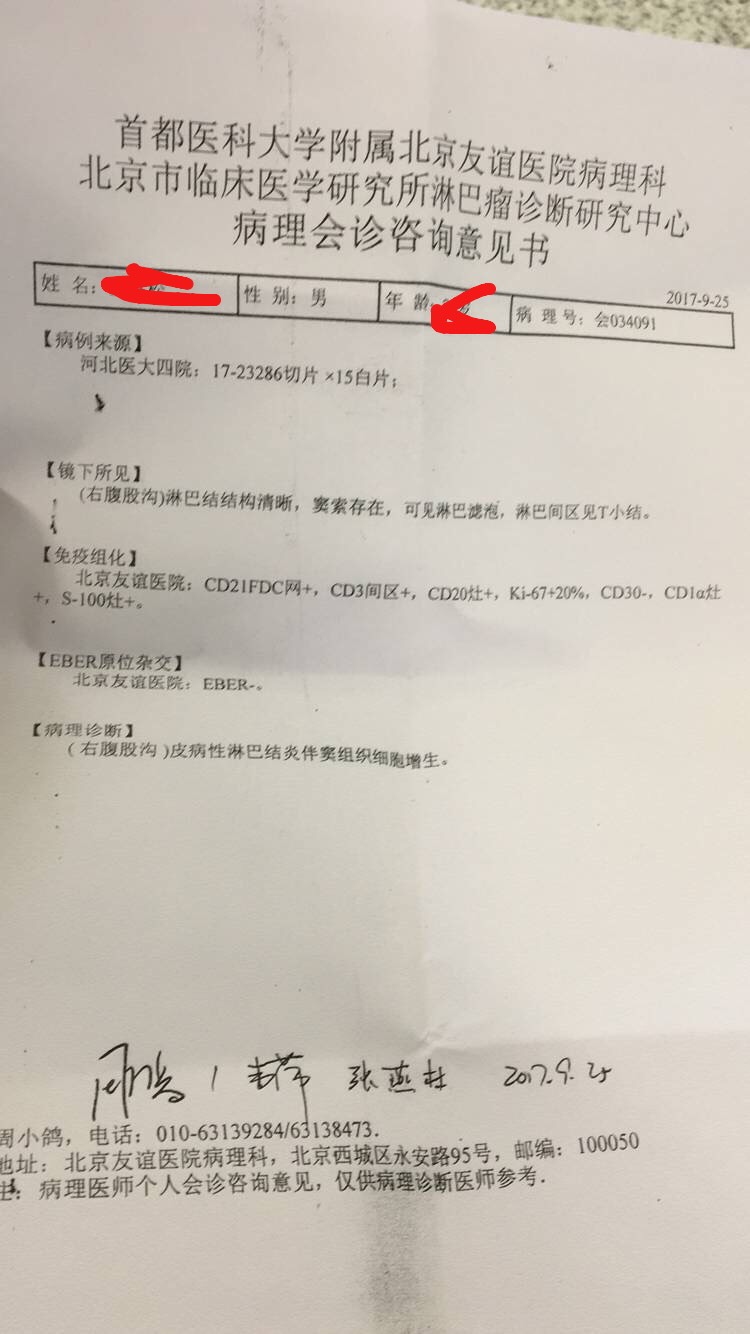 首都医科大学附属北京友谊医院病理科
北京市临床医学研究所淋巴瘤诊断研究中心
病理会诊咨询意见书
2017-9-25
姓 名： 性 别：男 年 龄 病 理 号：会034091
【病例来源】
河北医大四院：17-23286切片 ×15白片；
【镜下所见】
(右腹股沟)淋巴结结构清晰，窦索存在，可见淋巴滤泡，淋巴间区见T小结。
【免疫组化】
北京友谊医院：CD21FDC网+，CD3间区+，CD20灶+，Ki-67+20%，CD30-，CD1α灶
+，S-100灶+。
【EBER原位杂交】
北京友谊医院：EBER-。
【病理诊断】
(右腹股沟)皮病性淋巴结炎伴窦组织细胞增生。
张燕林 2017.9.25
周小鸽，电话：010-63139284/63138473.
地址：北京友谊医院病理科，北京西城区永安路95号，邮编：100050
注：病理医师个人会诊咨询意见，仅供病理诊断医师参考.